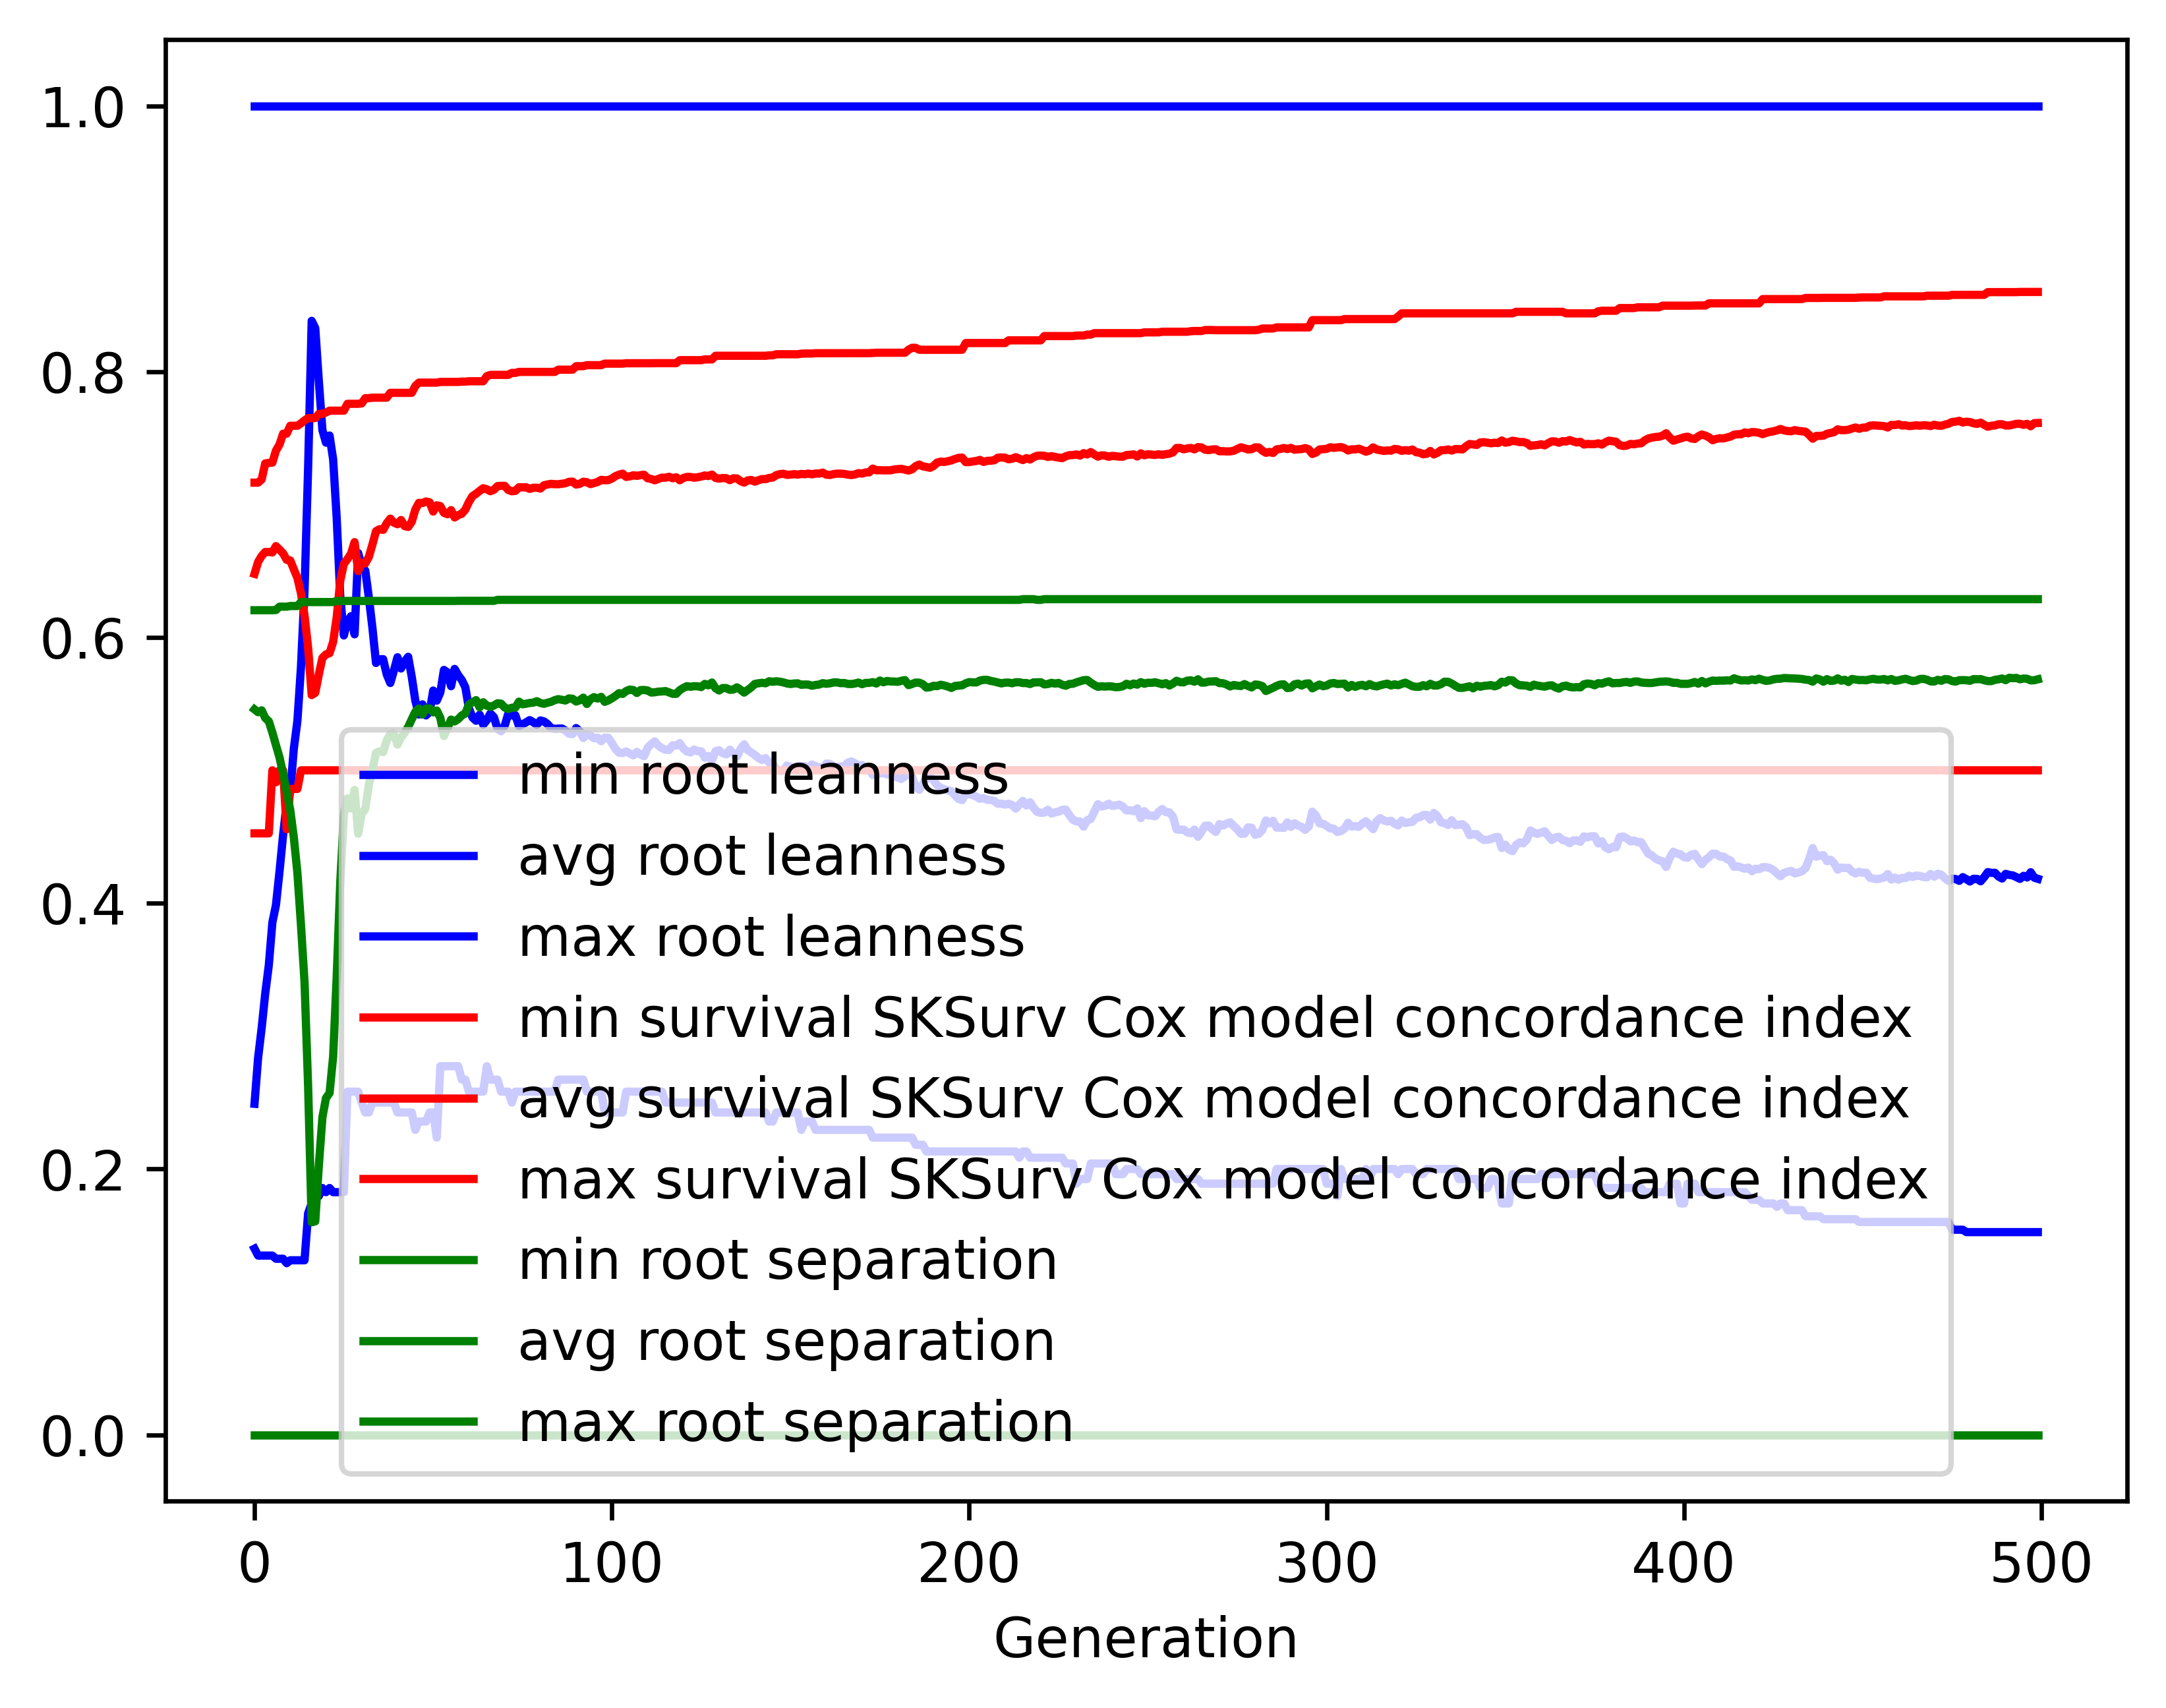 1.0
0.8
0.6
0.4
0.2
0.0
min root leanness
avg root leanness
max root leanness
min survival SKSurv Cox model concordance index
avg survival SKSurv Cox model concordance index
max survival SKSurv Cox model concordance index
min root separation
avg root separation
max root separation
0 100 200 300 400 500
Generation